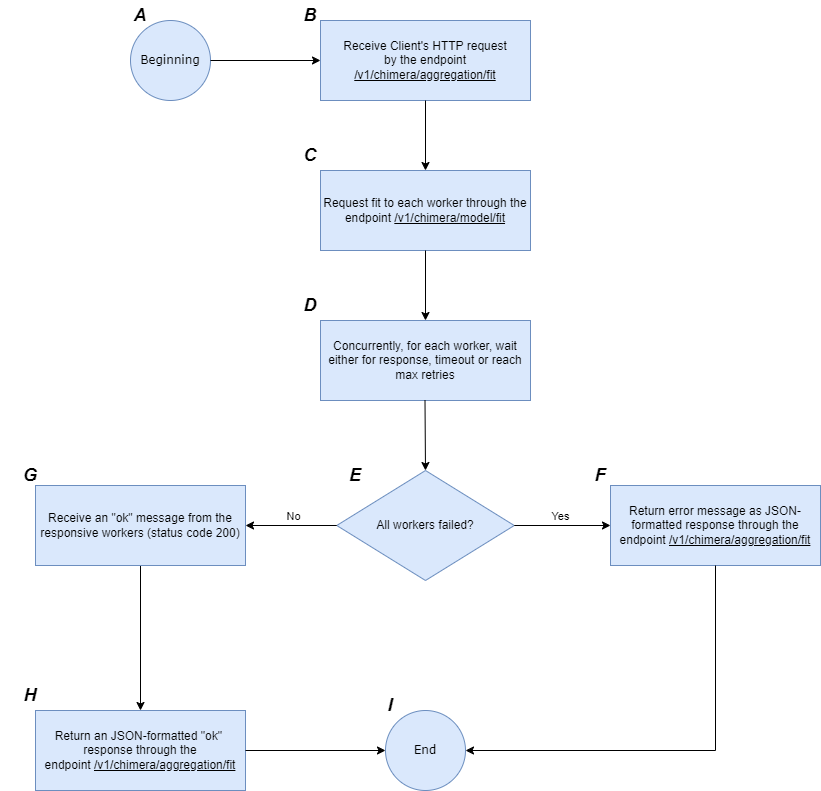 A
Beginning
B
Receive Client's HTTP request
by the endpoint
/v1/chimera/aggregation/fit
C
Request fit to each worker through the
endpoint /v1/chimera/model/fit
D
Concurrently, for each worker, wait
either for response, timeout or reach
max retries
E
All workers failed?
No
Yes
G
Receive an "ok" message from the
responsive workers (status code 200)
F
Return error message as JSON-
formatted response through the
endpoint /v1/chimera/aggregation/fit
H
Return an JSON-formatted "ok"
response through the
endpoint /v1/chimera/aggregation/fit
I
End